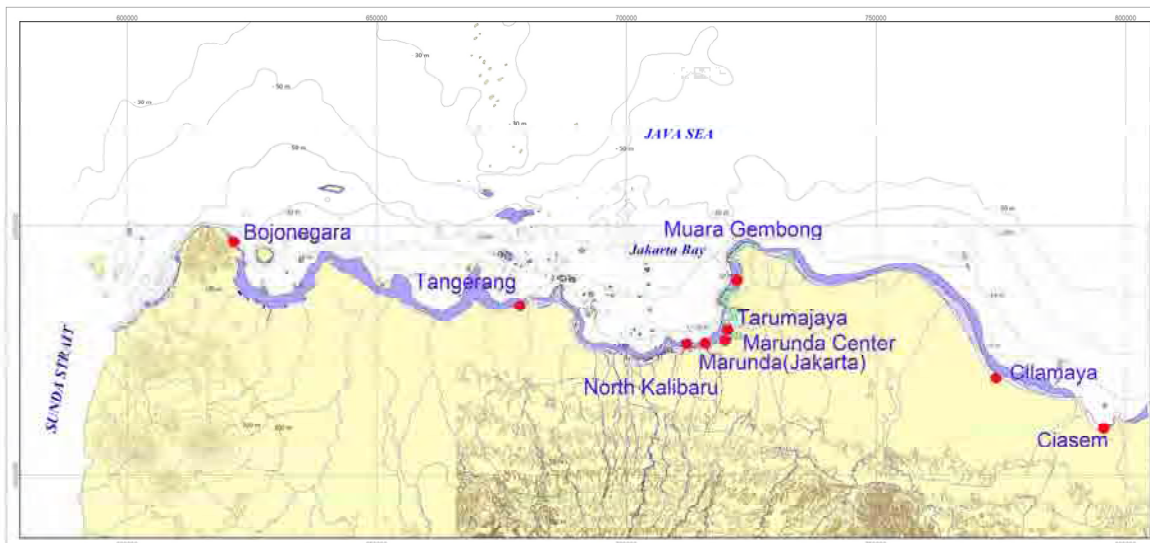 600000 650000 700000 750000 800000
JAVA SEA
Muara Gembong
Bojonegara
Jakarta Bay
Tangerang
Tarumajaya
Marunda Center
Marunda(Jakarta)
SUNDA STRAIT
Cilamaya
North Kalibaru
Ciasem